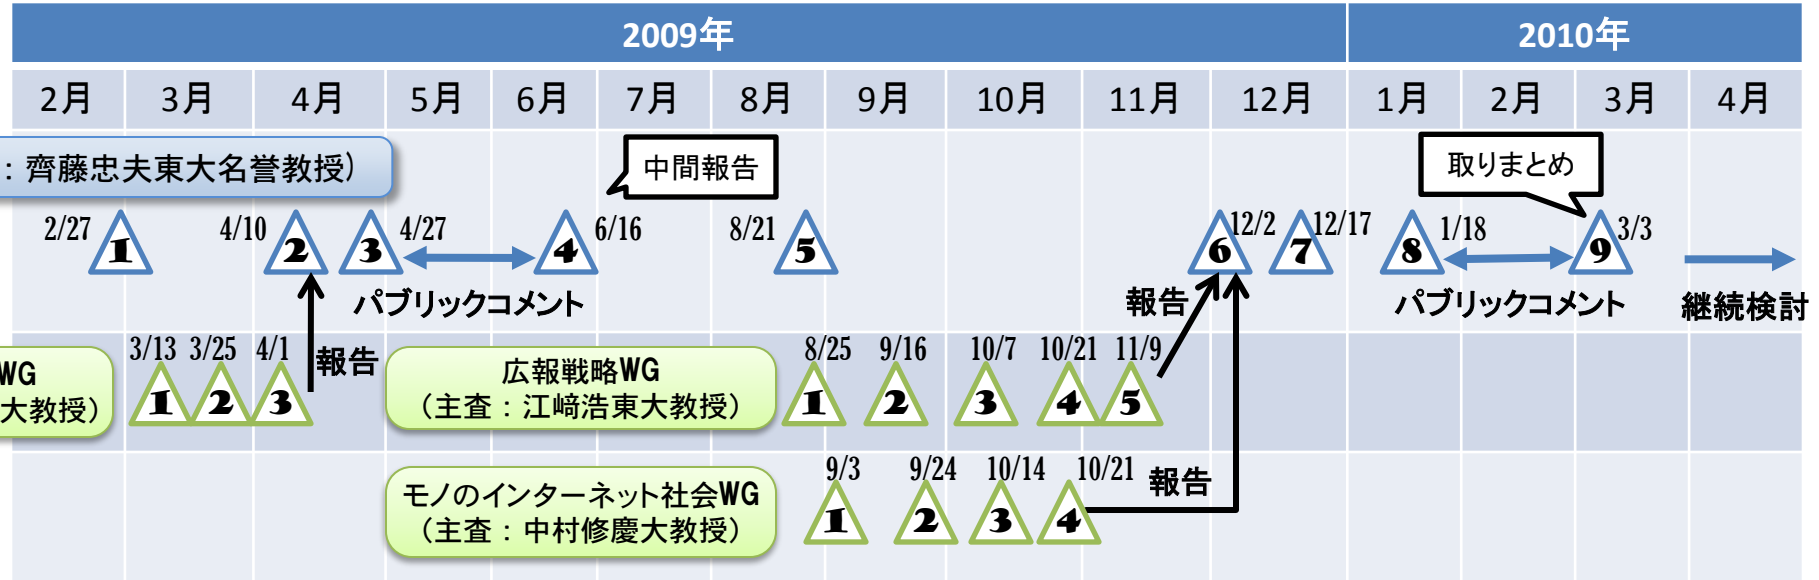 2009年 2010年
2月 3月 4月 5月 6月 7月 8月 9月 10月 11月 12月 1月 2月 3月 4月
：齊藤忠夫東大名誉教授)
中間報告
取りまとめ
2/27 1 4/10 2 3 4/27 4 6/16 8/21 5 6 12/2 7 12/17 8 1/18 9 3/3
パブリックコメント
報告
パブリックコメント
継続検討
3/13 3/25 4/1
報告
WG
大教授)
1 2 3
広報戦略WG
(主査：江﨑浩東大教授)
8/25 9/16 10/7 10/21 11/9
1 2 3 4 5
モノのインターネット社会WG
(主査：中村修慶大教授)
9/3 9/24 10/14 10/21
報告
1 2 3 4